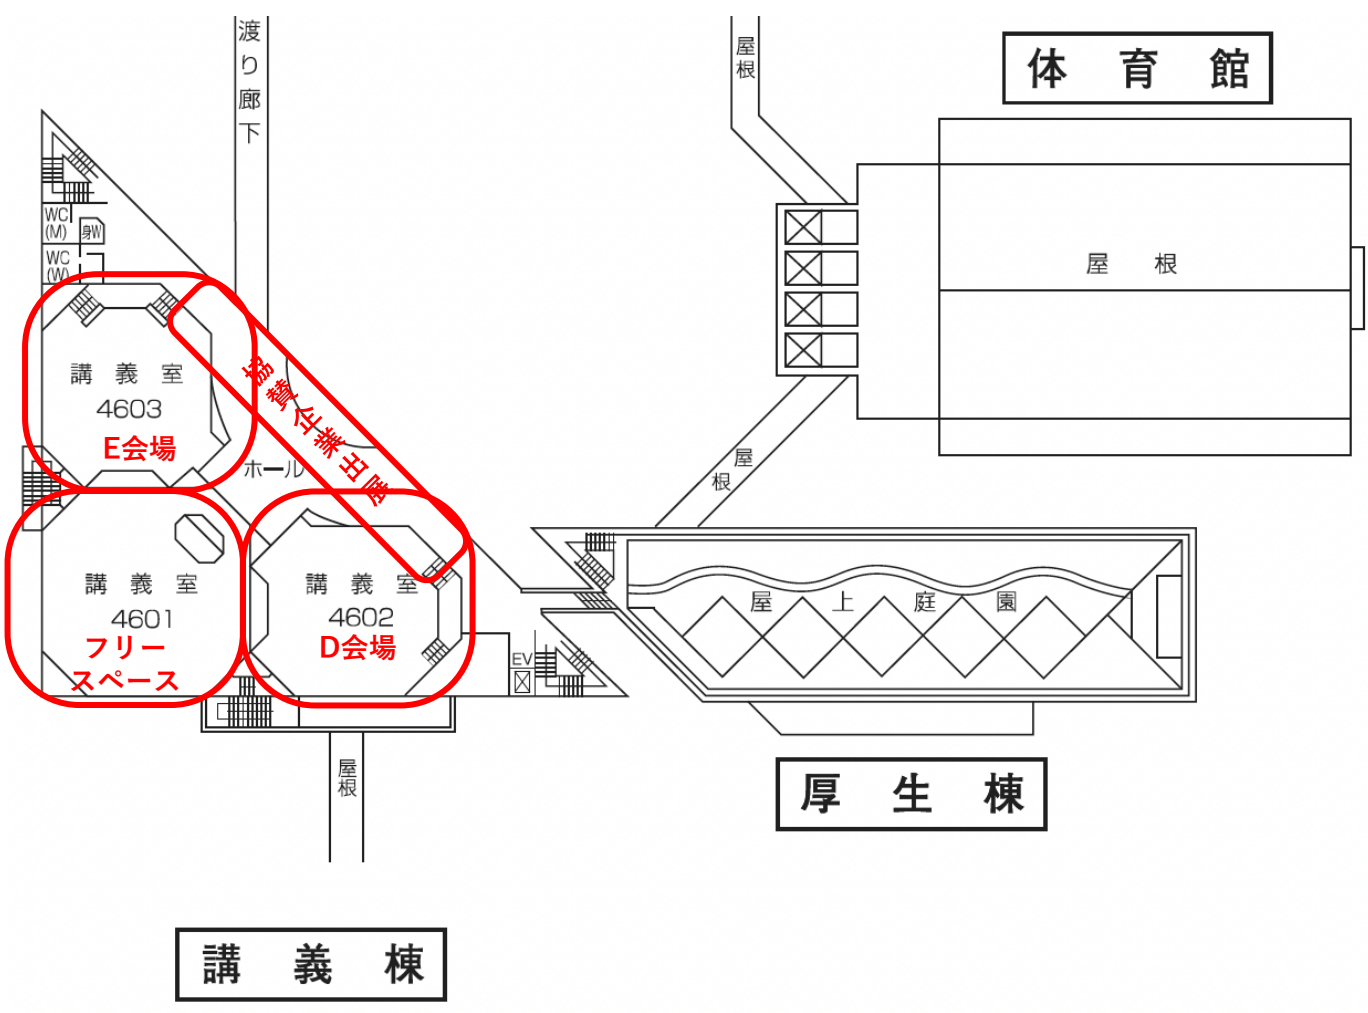 渡り廊下
屋根
体育館
WC
(M)
身W
WC
(W)
屋根
講義室
4603
E会場
協賛企業出展
ホール
屋根
講義室
4601
フリー
スペース
講義室
4602
D会場
EV
屋上庭園
屋根
厚生棟
講義棟